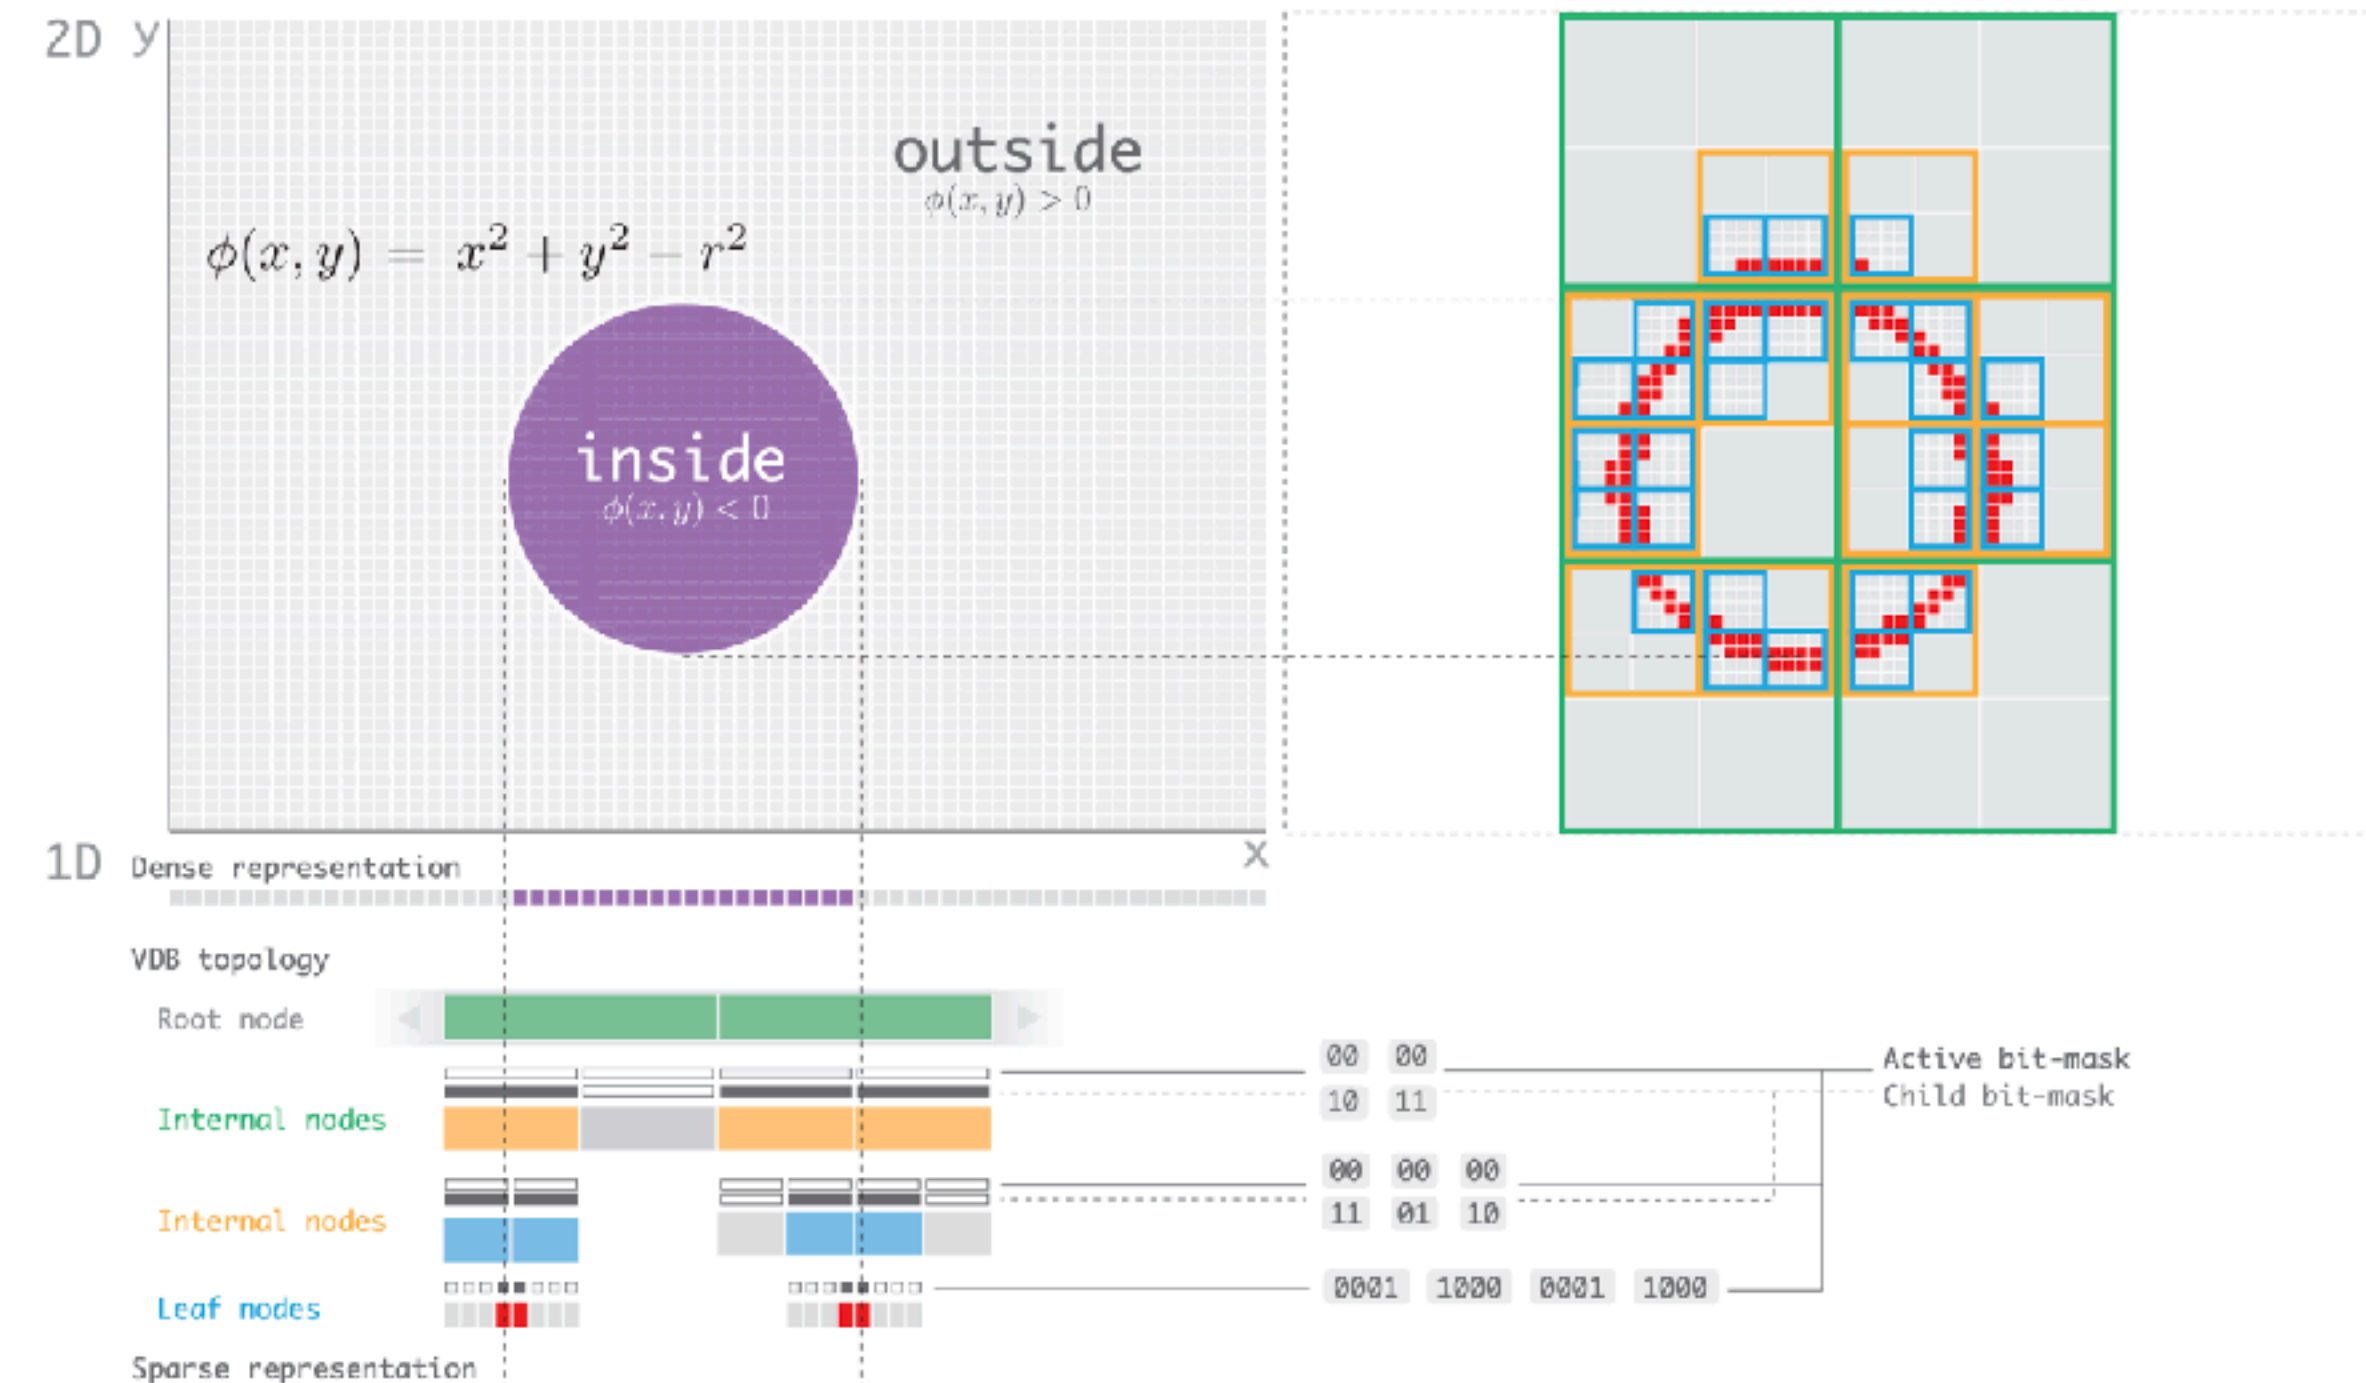 2D y
outside
ϕ(x, y) > 0
ϕ(x, y) = x² + y² − r²
inside
ϕ(x, y) < 0
x
1D Dense representation
VDB topology
Root node
00 00 Active bit-mask
10 11 Child bit-mask
Internal nodes
00 00 00
11 01 10
Internal nodes
0001 1000 0001 1000
Leaf nodes
Sparse representation